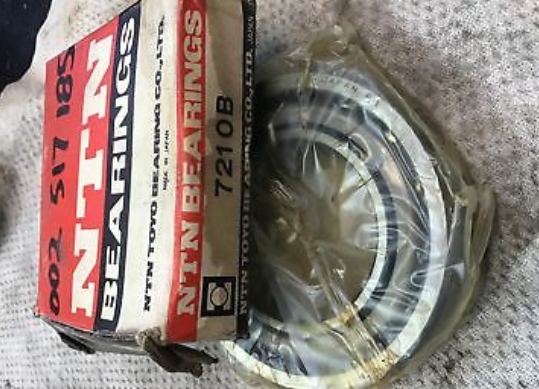 002 517 185
NTN
BEARINGS
NTN TOYO BEARING CO.,LTD.
MADE IN JAPAN
NTN BEARINGS
7210B
NTN TOYO BEARING CO.,LTD. JAPAN